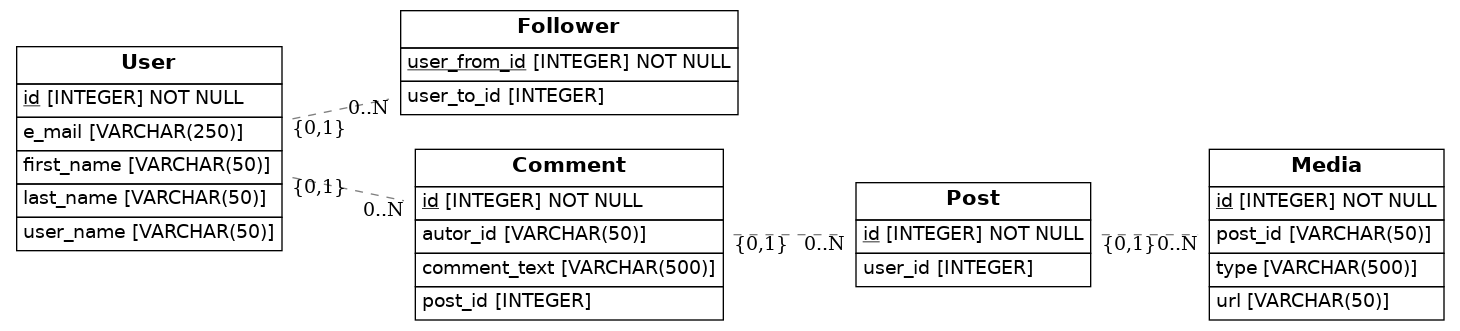 User
id [INTEGER] NOT NULL
e_mail [VARCHAR(250)]
first_name [VARCHAR(50)]
last_name [VARCHAR(50)]
user_name [VARCHAR(50)]
{0,1}
0..N
Follower
user_from_id [INTEGER] NOT NULL
user_to_id [INTEGER]
{0,1}
0..N
Comment
id [INTEGER] NOT NULL
autor_id [VARCHAR(50)]
comment_text [VARCHAR(500)]
post_id [INTEGER]
{0,1}
0..N
Post
id [INTEGER] NOT NULL
user_id [INTEGER]
{0,1}
0..N
Media
id [INTEGER] NOT NULL
post_id [VARCHAR(50)]
type [VARCHAR(500)]
url [VARCHAR(50)]